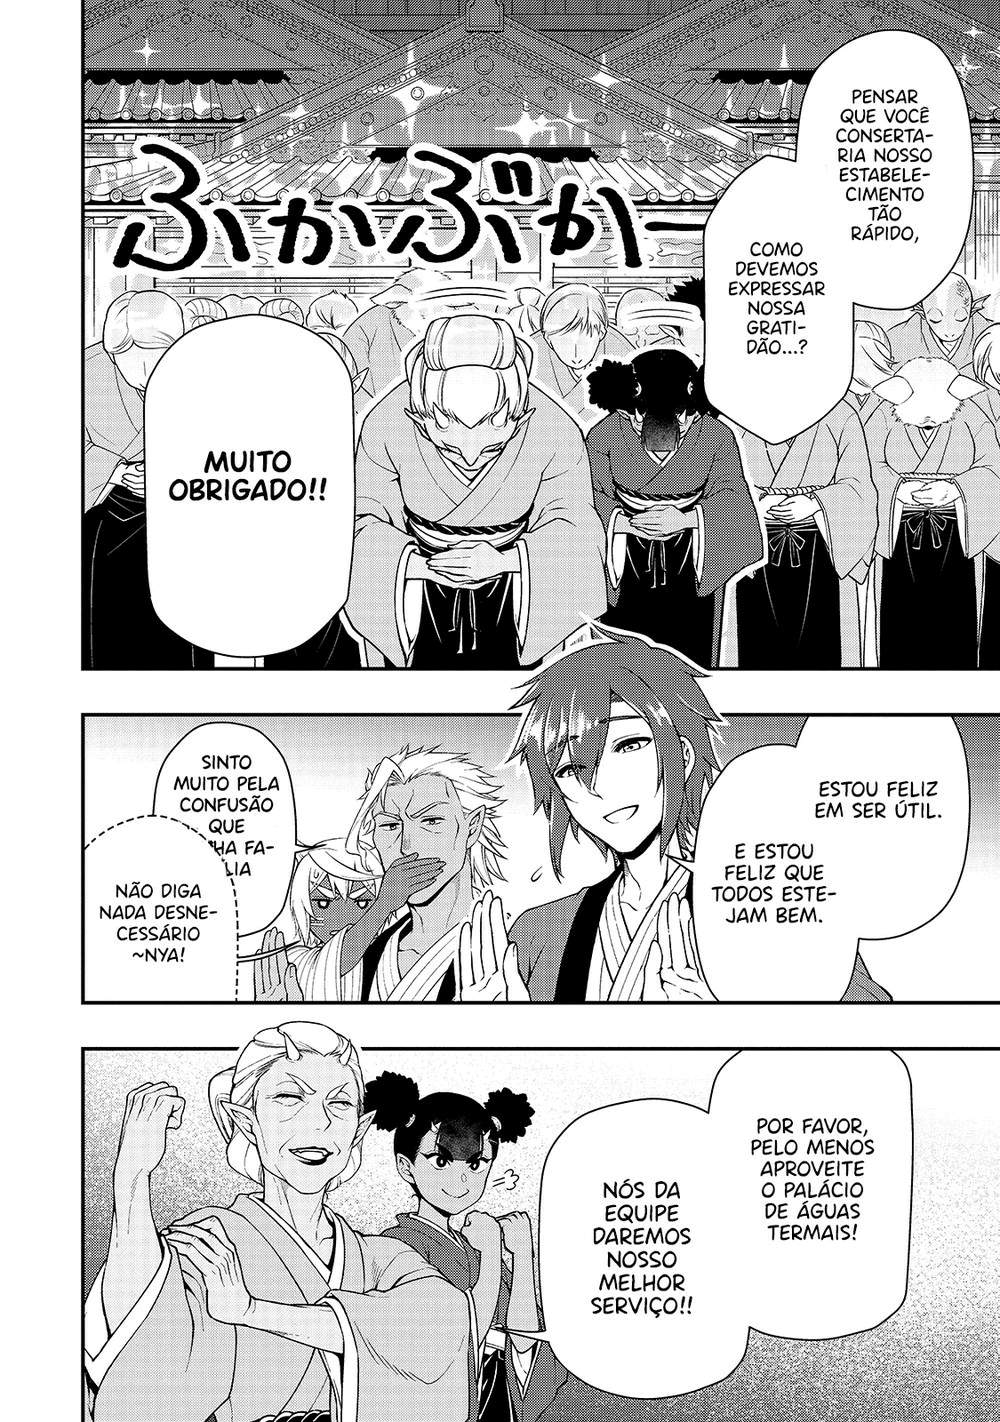 PENSAR
QUE VOCÊ
CONSERTA-
RIA NOSSO
ESTABELE-
CIMENTO
TÃO
RÁPIDO,
COMO
DEVEMOS
EXPRESSAR
NOSSA
GRATI-
DÃO...?
ふかぶかー
MUITO
OBRIGADO!!
ESTOU FELIZ
EM SER ÚTIL.
E ESTOU
FELIZ QUE
TODOS ESTE-
JAM BEM.
SINTO
MUITO PELA
CONFUSÃO
QUE
HA FA-
LIA
NÃO DIGA
NADA DESNE-
CESSÁRIO
~NYA!
POR FAVOR,
PELO MENOS
APROVEITE
O PALÁCIO
DE ÁGUAS
TERMAIS!
NÓS DA
EQUIPE
DAREMOS
NOSSO
MELHOR
SERVIÇO!!